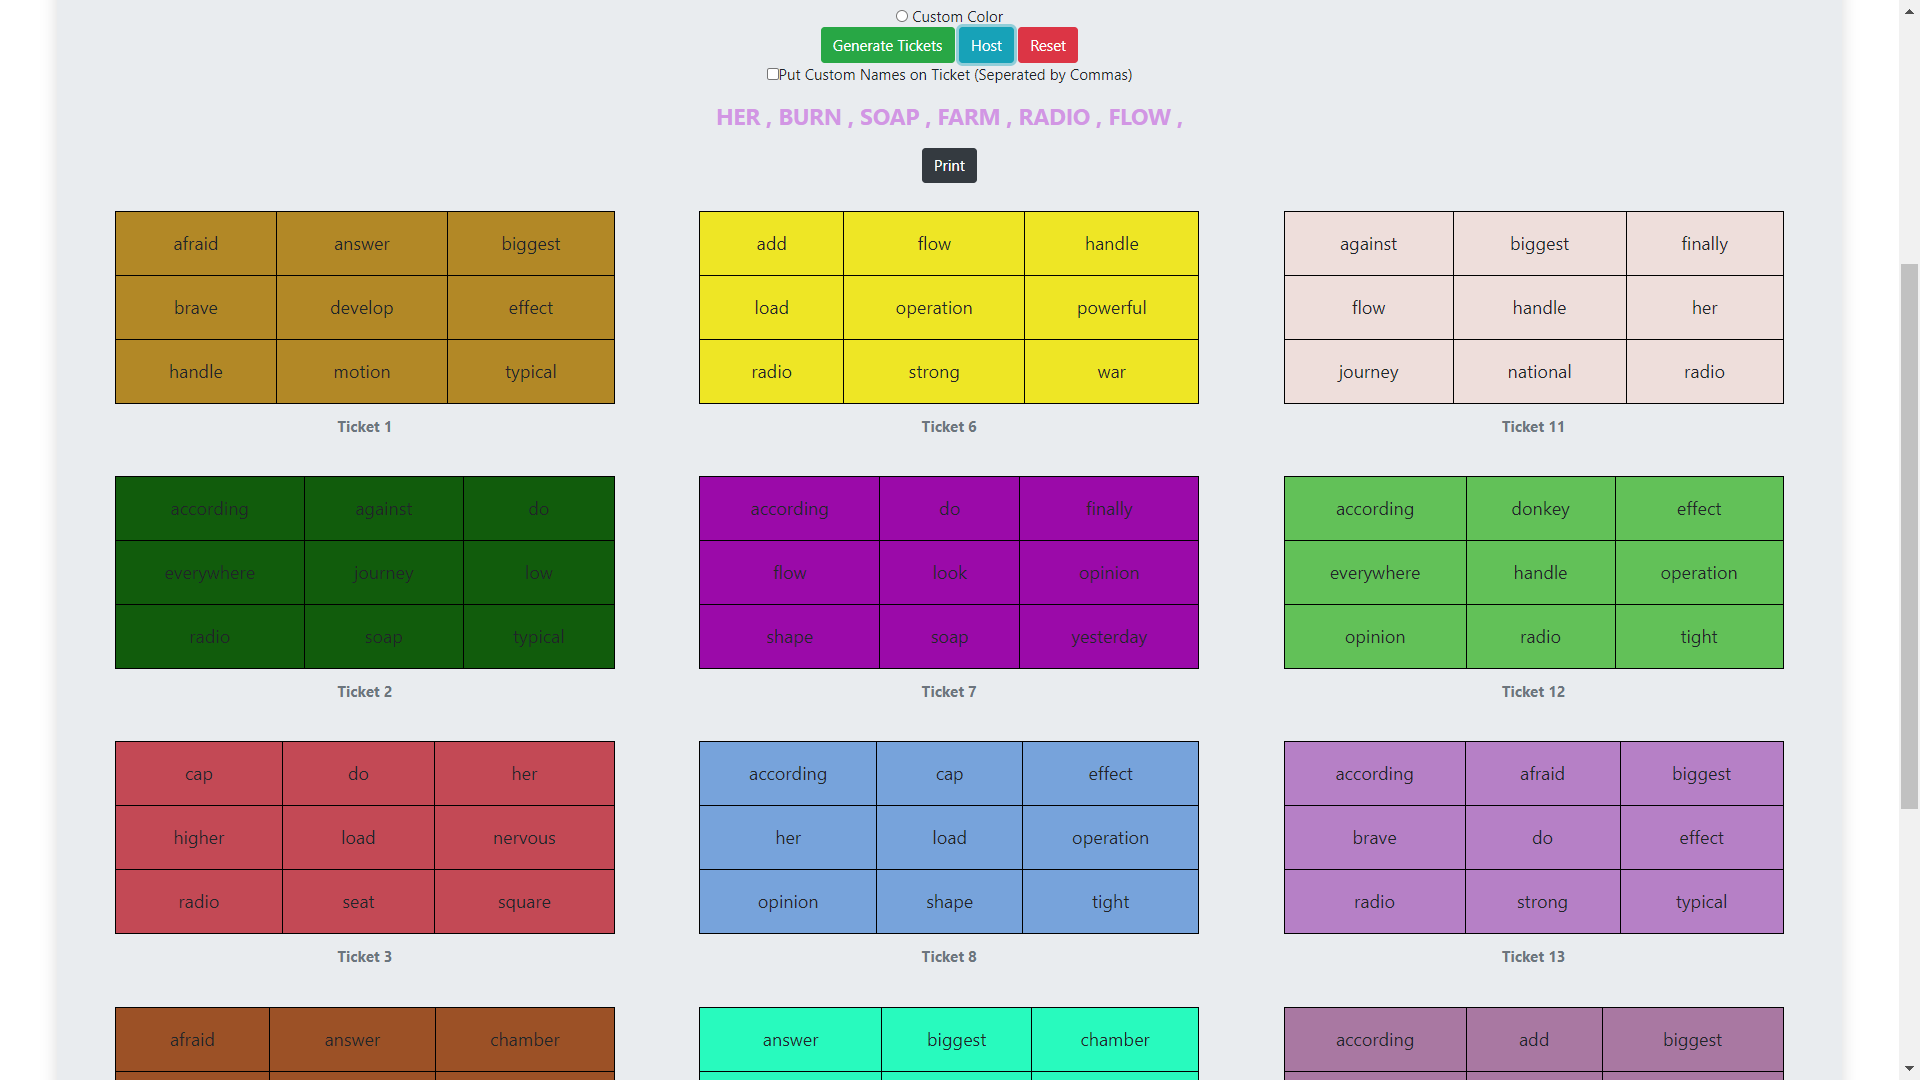 Custom Color
Generate Tickets Host Reset
Put Custom Names on Ticket (Seperated by Commas)
HER , BURN , SOAP , FARM , RADIO , FLOW ,
Print
afraid answer biggest
brave develop effect
handle motion typical
Ticket 1
add flow handle
load operation powerful
radio strong war
Ticket 6
against biggest finally
flow handle her
journey national radio
Ticket 11
according against do
everywhere journey low
radio soap typical
Ticket 2
according do finally
flow look opinion
shape soap yesterday
Ticket 7
according donkey effect
everywhere handle operation
opinion radio tight
Ticket 12
cap do her
higher load nervous
radio seat square
Ticket 3
according cap effect
her load operation
opinion shape tight
Ticket 8
according afraid biggest
brave do effect
radio strong typical
Ticket 13
afraid answer chamber
answer biggest chamber
according add biggest